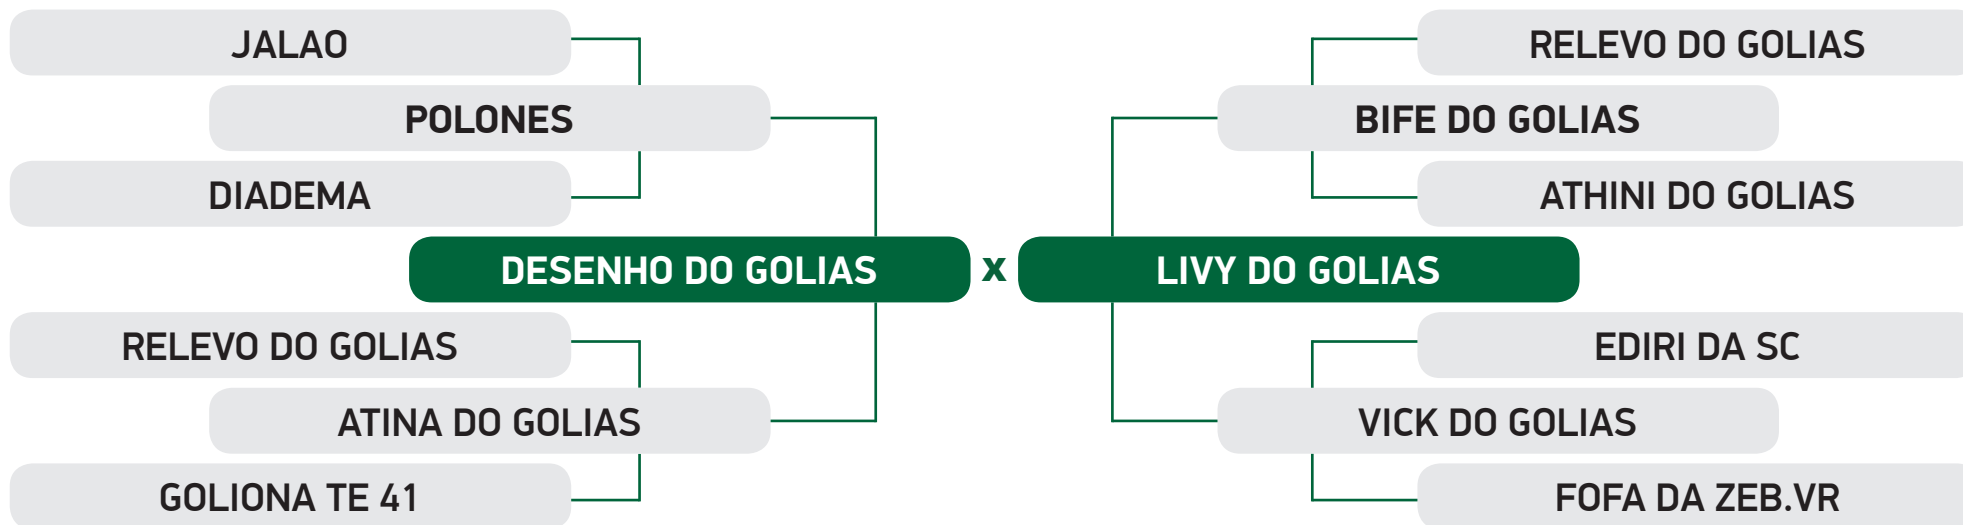 JALAO
RELEVO DO GOLIAS
POLONES
BIFE DO GOLIAS
DIADEMA
ATHINI DO GOLIAS
DESENHO DO GOLIAS x LIVY DO GOLIAS
RELEVO DO GOLIAS
EDIRI DA SC
ATINA DO GOLIAS
VICK DO GOLIAS
GOLIONA TE 41
FOFA DA ZEB.VR